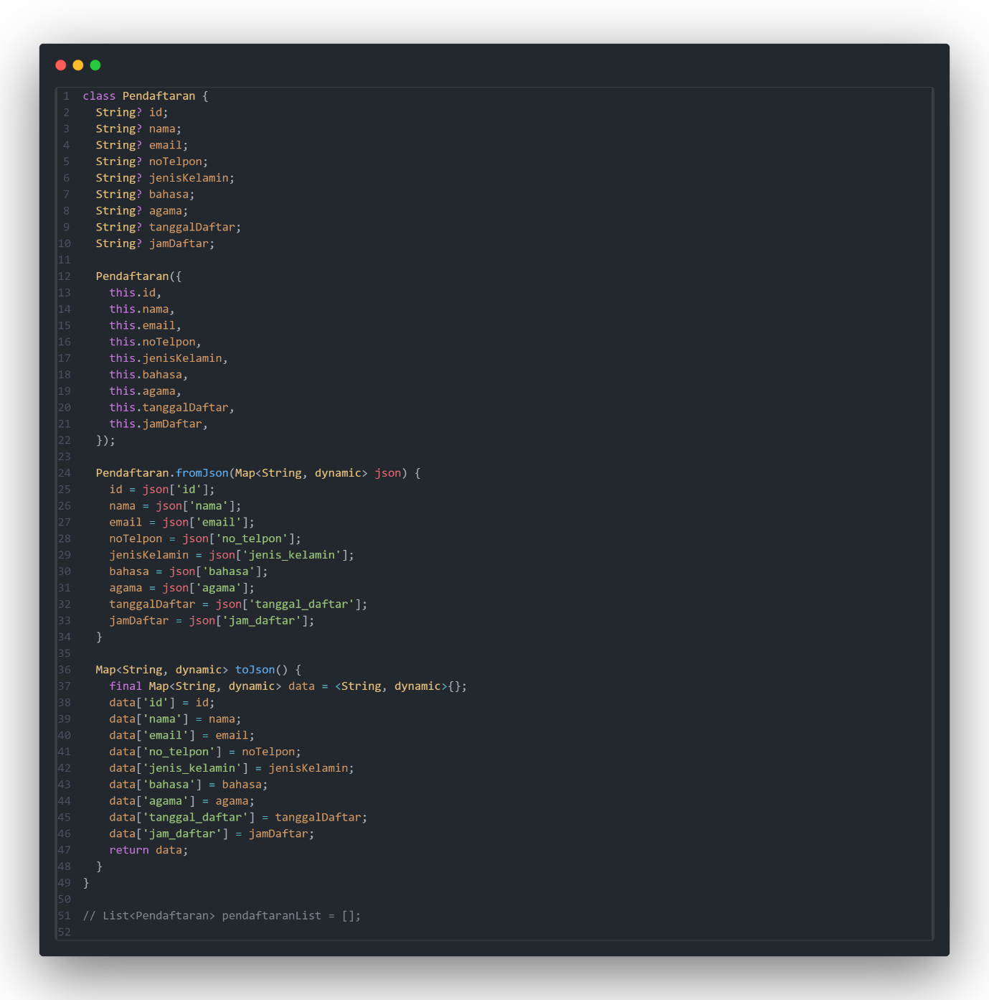 1 class Pendaftaran {
2   String? id;
3   String? nama;
4   String? email;
5   String? noTelpon;
6   String? jenisKelamin;
7   String? bahasa;
8   String? agama;
9   String? tanggalDaftar;
10   String? jamDaftar;
11
12   Pendaftaran({
13     this.id,
14     this.nama,
15     this.email,
16     this.noTelpon,
17     this.jenisKelamin,
18     this.bahasa,
19     this.agama,
20     this.tanggalDaftar,
21     this.jamDaftar,
22   });
23
24   Pendaftaran.fromJson(Map<String, dynamic> json) {
25     id = json['id'];
26     nama = json['nama'];
27     email = json['email'];
28     noTelpon = json['no_telpon'];
29     jenisKelamin = json['jenis_kelamin'];
30     bahasa = json['bahasa'];
31     agama = json['agama'];
32     tanggalDaftar = json['tanggal_daftar'];
33     jamDaftar = json['jam_daftar'];
34   }
35
36   Map<String, dynamic> toJson() {
37     final Map<String, dynamic> data = <String, dynamic>{};
38     data['id'] = id;
39     data['nama'] = nama;
40     data['email'] = email;
41     data['no_telpon'] = noTelpon;
42     data['jenis_kelamin'] = jenisKelamin;
43     data['bahasa'] = bahasa;
44     data['agama'] = agama;
45     data['tanggal_daftar'] = tanggalDaftar;
46     data['jam_daftar'] = jamDaftar;
47     return data;
48   }
49 }
50
51 // List<Pendaftaran> pendaftaranList = [];
52